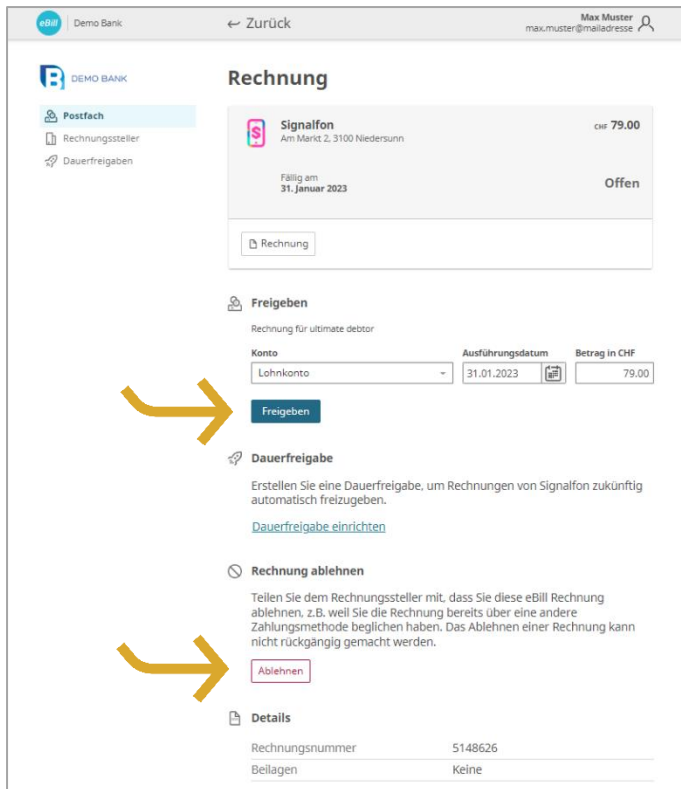 eBill Demo Bank
← Zurück
Max Muster
max.muster@mailadresse
B DEMO BANK
Postfach
Rechnungssteller
Dauerfreigaben
Rechnung
$
Signalfon
CHF 79.00
Am Markt 2, 3100 Niedersunn
Fällig am
31. Januar 2023
Offen
Rechnung
Freigeben
Rechnung für ultimate debtor
Konto Ausführungsdatum Betrag in CHF
Lohnkonto 31.01.2023 79.00
Freigeben
Dauerfreigabe
Erstellen Sie eine Dauerfreigabe, um Rechnungen von Signalfon zukünftig
automatisch freizugeben.
Dauerfreigabe einrichten
Rechnung ablehnen
Teilen Sie dem Rechnungssteller mit, dass Sie diese eBill Rechnung
ablehnen, z.B. weil Sie die Rechnung bereits über eine andere
Zahlungsmethode beglichen haben. Das Ablehnen einer Rechnung kann
nicht rückgängig gemacht werden.
Ablehnen
Details
Rechnungsnummer 5148626
Beilagen Keine